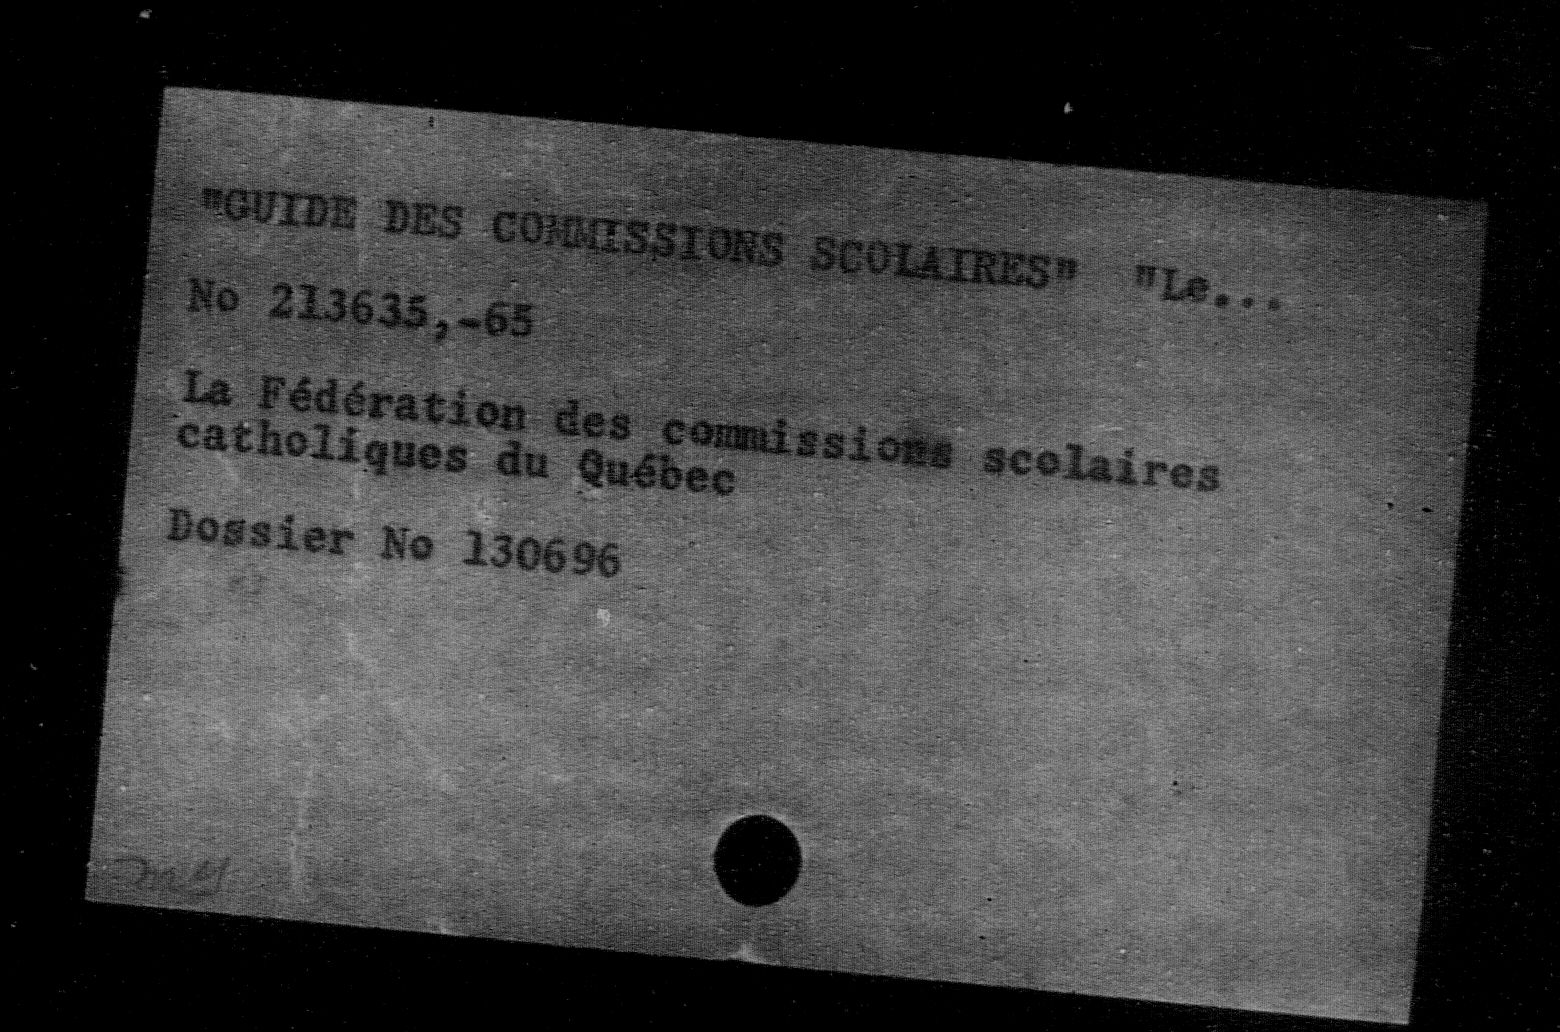 "GUIDE DES COMMISSIONS SCOLAIRES" "Le...
No 213635,-65
La Fédération des commissions scolaires
catholiques du Québec
Dossier No 130696